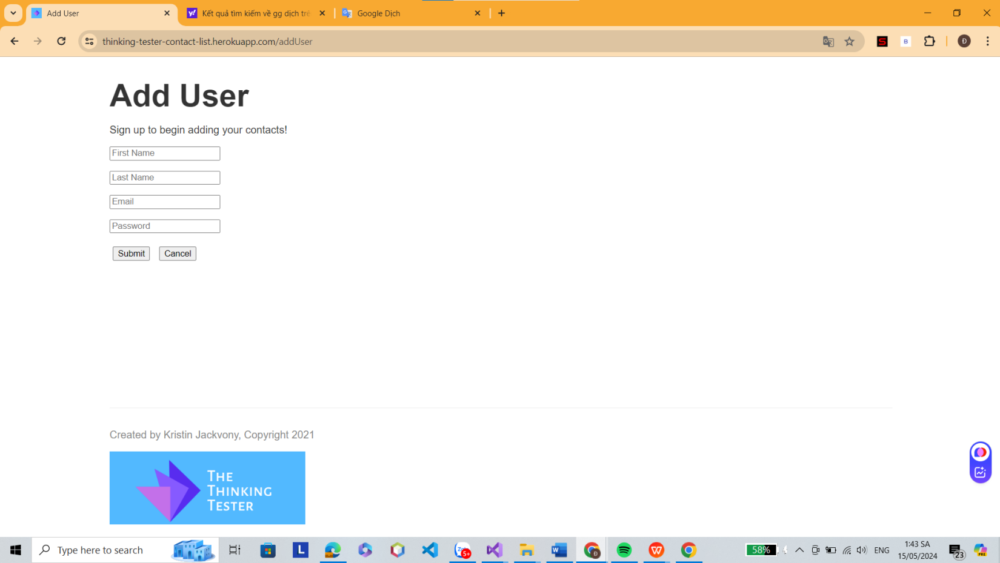 Add User
Kết quả tìm kiếm về gg dịch trê
Google Dịch
thinking-tester-contact-list.herokuapp.com/addUser
S
B
Đ
Add User
Sign up to begin adding your contacts!
First Name
Last Name
Email
Password
Submit Cancel
Created by Kristin Jackvony, Copyright 2021
THE
THINKING
TESTER
Type here to search
L
5+
W
Đ
W
58%
ENG
1:43 SA
15/05/2024
23
PRE